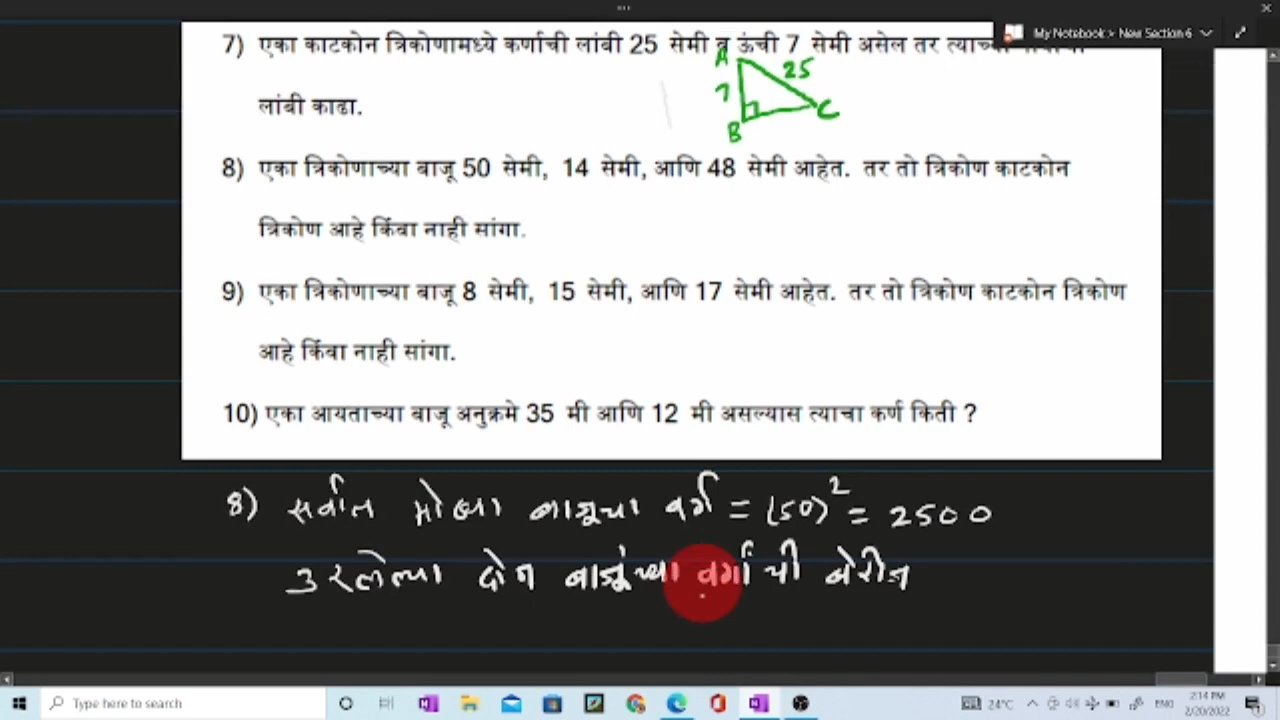 My Notebook > New Section 6
7) एका काटकोन त्रिकोणामध्ये कर्णाची लांबी 25 सेमी व ऊंची 7 सेमी असेल तर त्याच्या
लांबी काढा.
A
25
7
B
C
8) एका त्रिकोणाच्या बाजू 50 सेमी, 14 सेमी, आणि 48 सेमी आहेत. तर तो त्रिकोण काटकोन
त्रिकोण आहे किंवा नाही सांगा.
9) एका त्रिकोणाच्या बाजू 8 सेमी, 15 सेमी, आणि 17 सेमी आहेत. तर तो त्रिकोण काटकोन त्रिकोण
आहे किंवा नाही सांगा.
10) एका आयताच्या बाजू अनुक्रमे 35 मी आणि 12 मी असल्यास त्याचा कर्ण किती ?
8) सर्वात मोठ्या बाजूचा वर्ग = (50)² = 2500
उरलेल्या दोन बाजूंच्या वर्गाची बेरीज
Type here to search
24°C
ENG
2:14 PM
2/20/2022